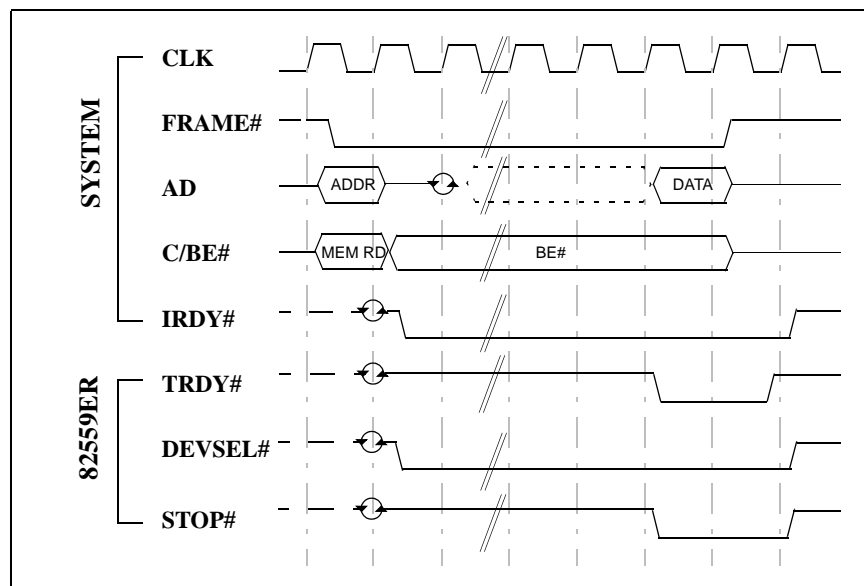 SYSTEM
CLK
FRAME#
AD
ADDR
DATA
C/BE#
MEM RD
BE#
IRDY#
82559ER
TRDY#
DEVSEL#
STOP#